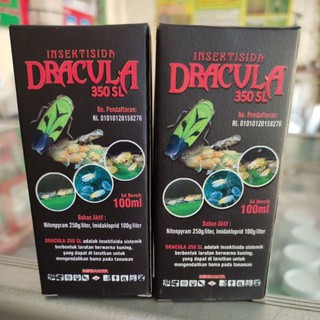 INSEKTISIDA
DRACULA
350 SL
No. Pendaftaran:
RI. 01010120158276
Isi Bersih
100ml
Bahan Aktif :
Nitenpyram 250g/liter, Imidakloprid 100g/liter
DRACULA 350 SL adalah insektisida sistemik
berbentuk larutan berwarna kuning,
yang dapat di larutkan untuk
mengendalikan hama pada tanaman
INSEKTISIDA
DRACULA
350 SL
No. Pendaftaran:
RI. 01010120158276
Isi Bersih
100ml
Bahan Aktif :
Nitenpyram 250g/liter, Imidakloprid 100g/liter
DRACULA 350 SL adalah insektisida sistemik
berbentuk larutan berwarna kuning,
yang dapat di larutkan untuk
mengendalikan hama pada tanaman